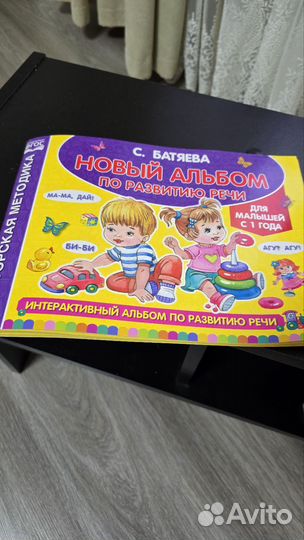 С. БАТЯЕВА
НОВЫЙ АЛЬБОМ
ПО РАЗВИТИЮ РЕЧИ
ДЛЯ
МАЛЫШЕЙ
С 1 ГОДА
МА-МА, ДАЙ!
БИ-БИ
АГУ! АГУ!
ИНТЕРАКТИВНЫЙ АЛЬБОМ ПО РАЗВИТИЮ РЕЧИ
ФГОС
МЕТОДИКА
Avito